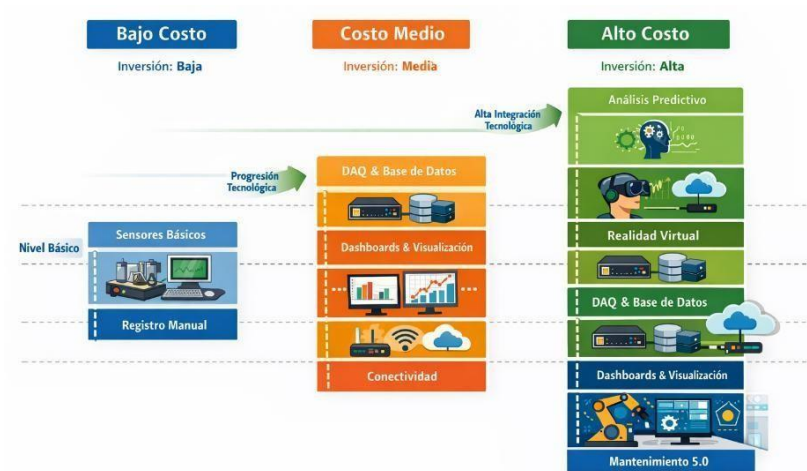 Bajo Costo
Inversión: Baja
Costo Medio
Inversión: Media
Alto Costo
Inversión: Alta
Alta Integración
Tecnológica
Progresión
Tecnológica
Nivel Básico
Sensores Básicos
Registro Manual
DAQ & Base de Datos
Dashboards & Visualización
Conectividad
Análisis Predictivo
Realidad Virtual
DAQ & Base de Datos
Dashboards & Visualización
Mantenimiento 5.0